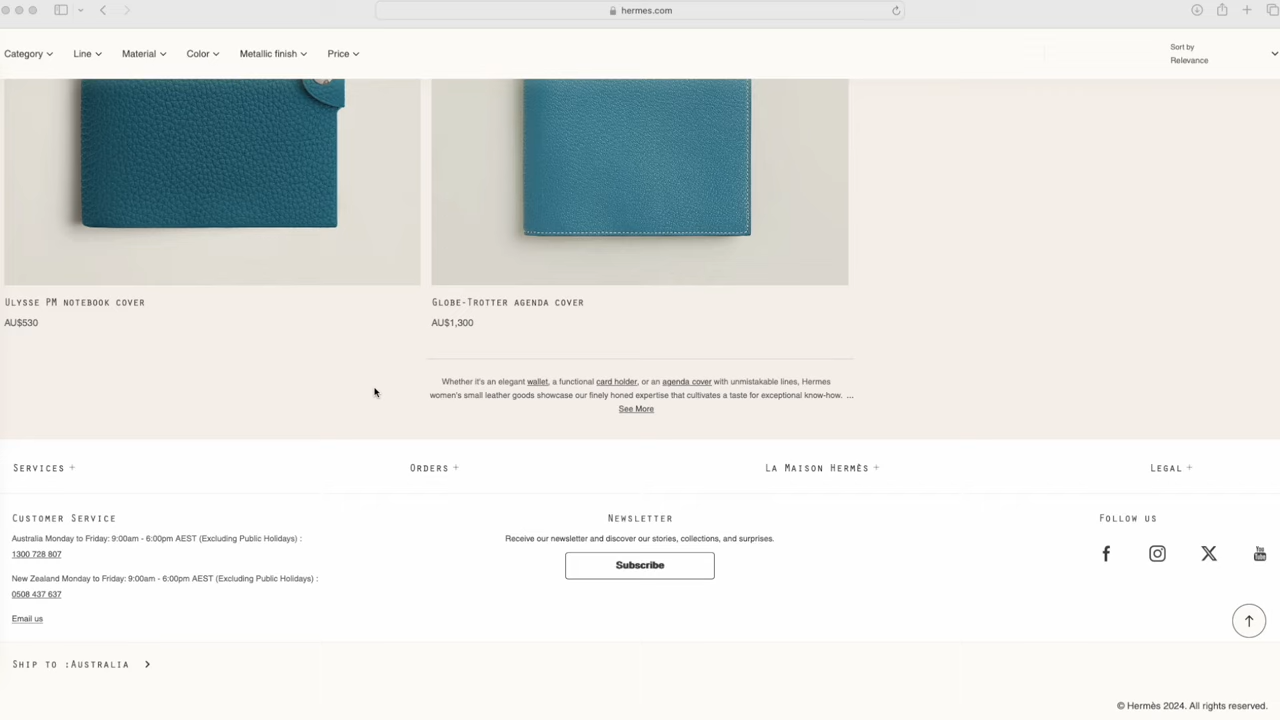 hermes.com
Category Line Material Color Metallic finish Price
Sort by
Relevance
Ulysse PM notebook cover
AU$530
Globe-Trotter agenda cover
AU$1,300
Whether it's an elegant wallet, a functional card holder, or an agenda cover with unmistakable lines, Hermes
women's small leather goods showcase our finely honed expertise that cultivates a taste for exceptional know-how. ...
See More
Services +
Orders +
La Maison Hermès +
Legal +
Customer Service
Australia Monday to Friday: 9:00am - 6:00pm AEST (Excluding Public Holidays) :
1300 728 807
New Zealand Monday to Friday: 9:00am - 6:00pm AEST (Excluding Public Holidays) :
0508 437 637
Email us
Newsletter
Receive our newsletter and discover our stories, collections, and surprises.
Subscribe
Follow us
You Tube
Ship to :Australia
© Hermès 2024. All rights reserved.